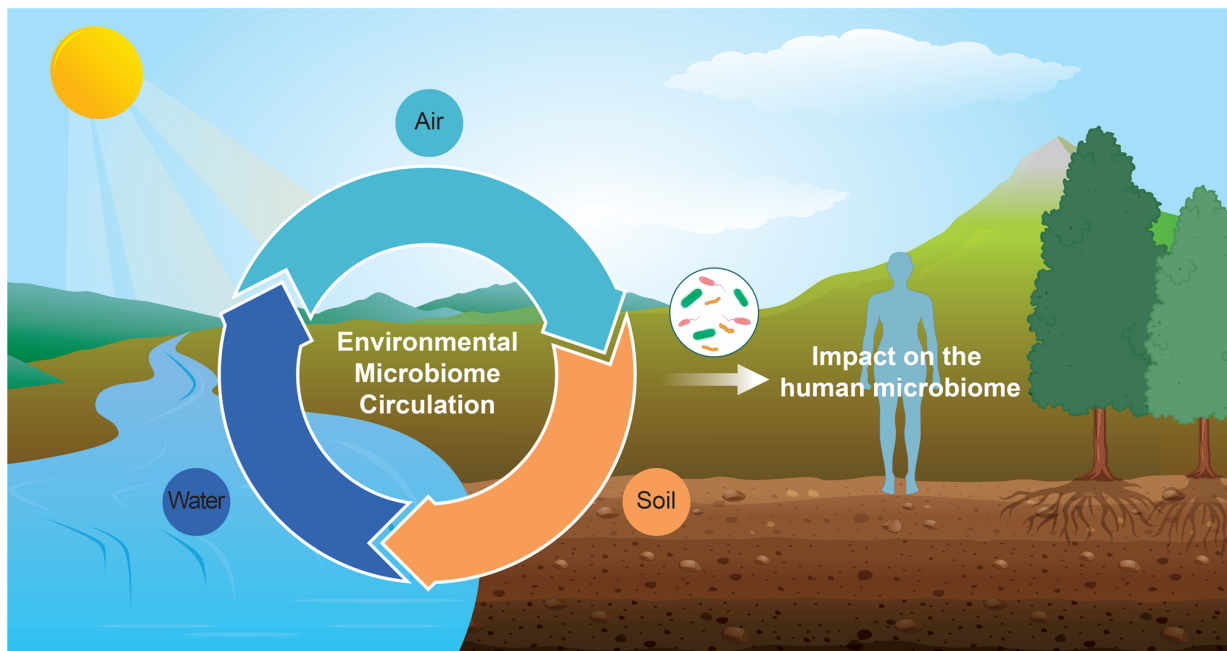 Air
Environmental
Microbiome
Circulation
Impact on the
human microbiome
Water
Soil